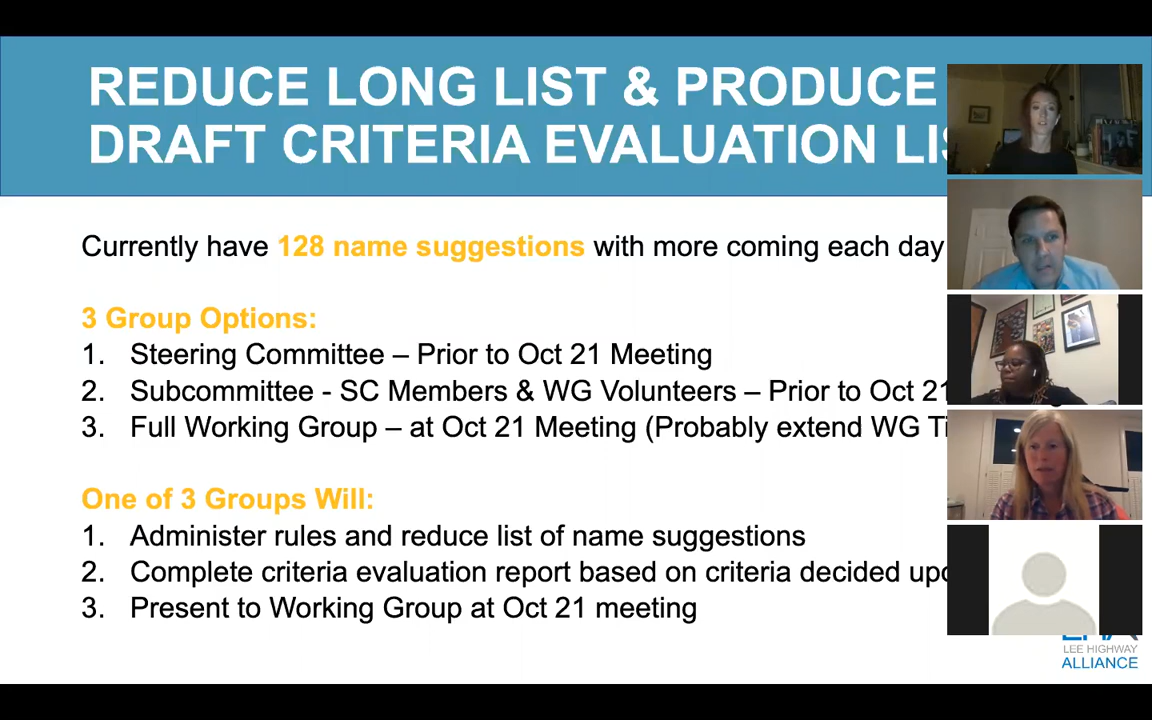 REDUCE LONG LIST & PRODUCE
DRAFT CRITERIA EVALUATION
Currently have 128 name suggestions with more coming each day
3 Group Options:
1. Steering Committee – Prior to Oct 21 Meeting
2. Subcommittee - SC Members & WG Volunteers – Prior to Oct 21
3. Full Working Group – at Oct 21 Meeting (Probably extend WG
One of 3 Groups Will:
1. Administer rules and reduce list of name suggestions
2. Complete criteria evaluation report based on criteria decided
3. Present to Working Group at Oct 21 meeting
LEE HIGHWAY
ALLIANCE